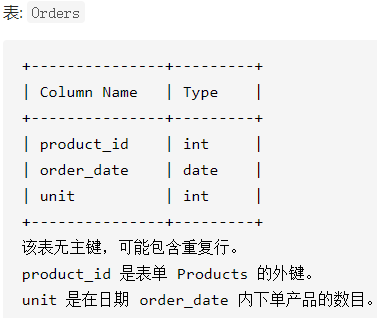 表: Orders
+---------------+---------+
| Column Name   | Type    |
+---------------+---------+
| product_id    | int     |
| order_date    | date    |
| unit          | int     |
+---------------+---------+
该表无主键，可能包含重复行。
product_id 是表单 Products 的外键。
unit 是在日期 order_date 内下单产品的数目。